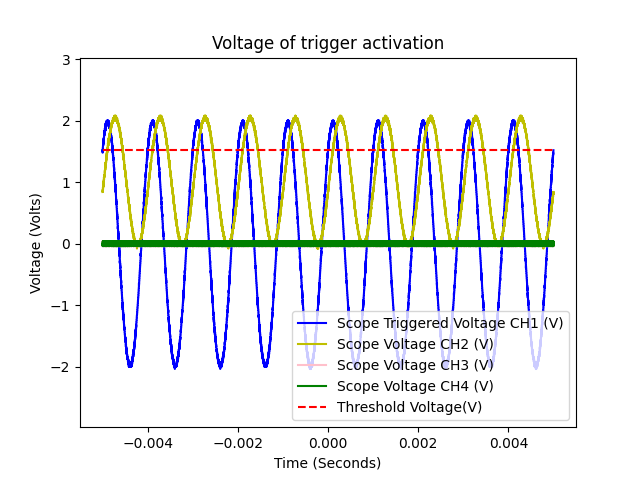 Voltage of trigger activation
3
2
1
0
−1
−2
Voltage (Volts)
Scope Triggered Voltage CH1 (V)
Scope Voltage CH2 (V)
Scope Voltage CH3 (V)
Scope Voltage CH4 (V)
Threshold Voltage(V)
−0.004 −0.002 0.000 0.002 0.004
Time (Seconds)